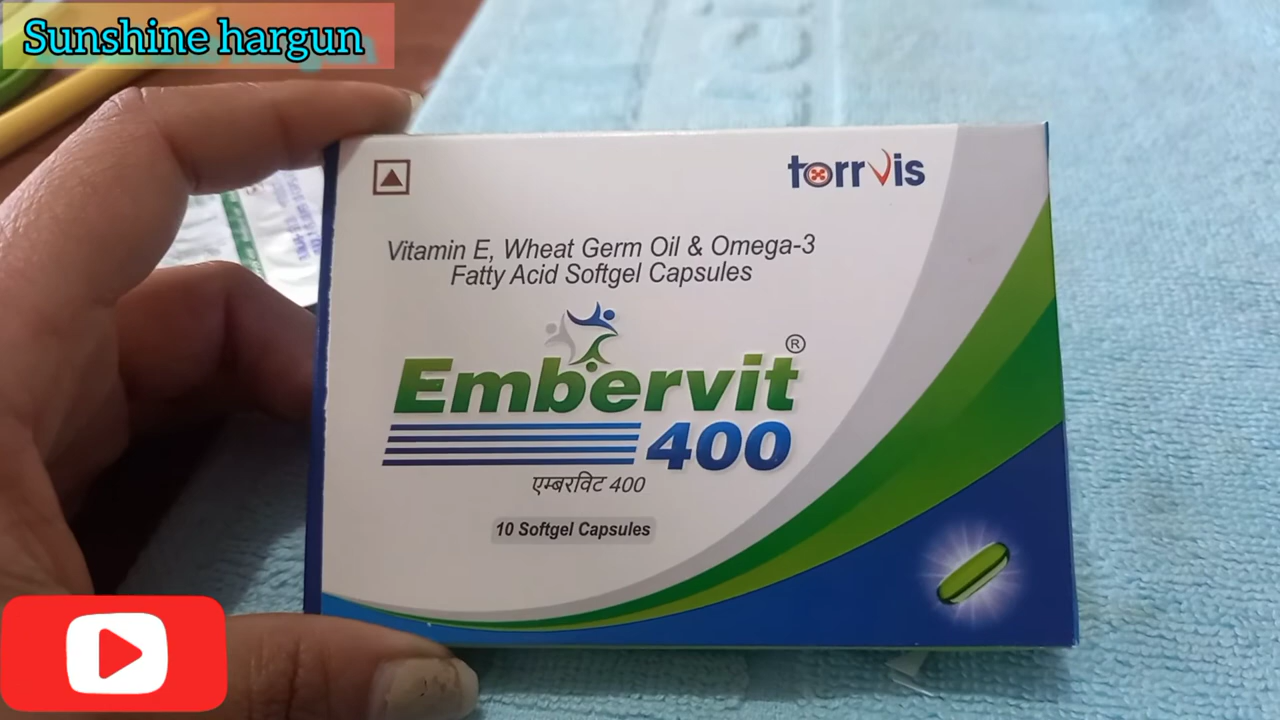 Sunshine hargun
torrvis
Vitamin E, Wheat Germ Oil & Omega-3
Fatty Acid Softgel Capsules
Embervit®
400
एम्बरविट 400
10 Softgel Capsules